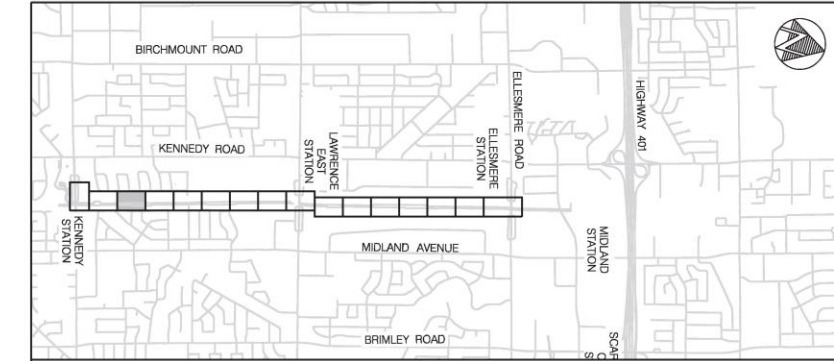 BIRCHMOUNT ROAD
KENNEDY ROAD
LAWRENCE
EAST
STATION
ELLESMERE
STATION
ELLESMERE ROAD
HIGHWAY 401
KENNEDY
STATION
MIDLAND AVENUE
MIDLAND
STATION
BRIMLEY ROAD
SCAR
C
S